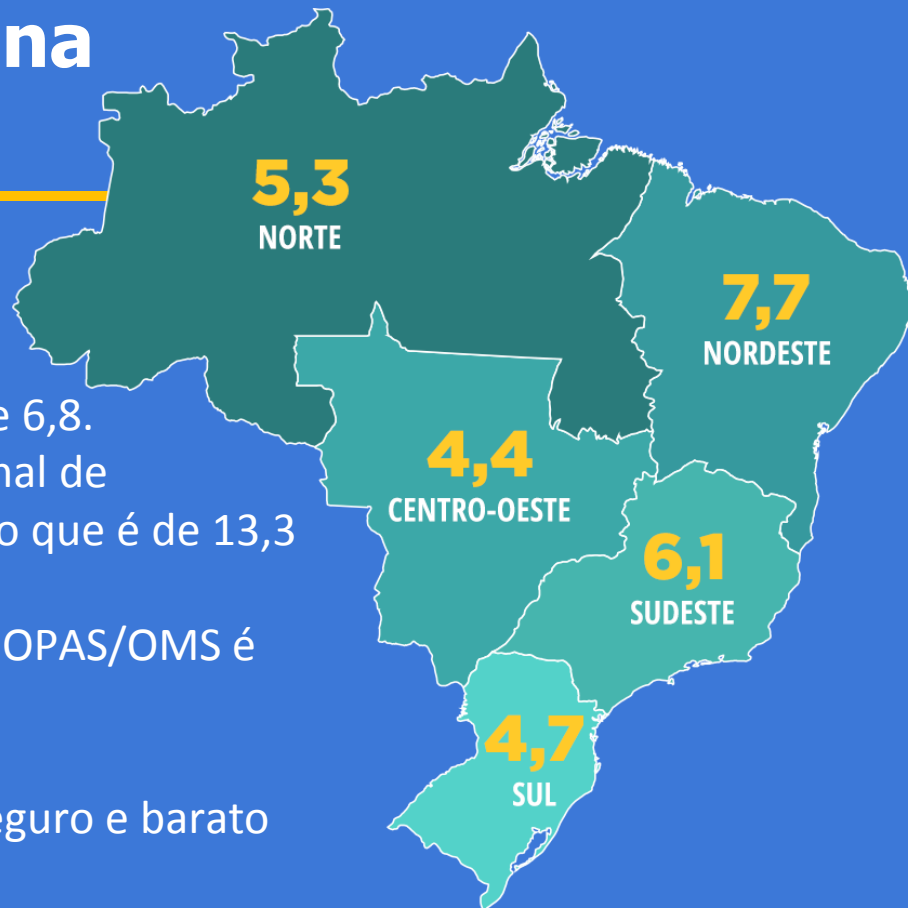 na
5,3
NORTE
7,7
NORDESTE
e 6,8.
nal de
4,4
CENTRO-OESTE
o que é de 13,3
6,1
SUDESTE
OPAS/OMS é
4,7
SUL
eguro e barato